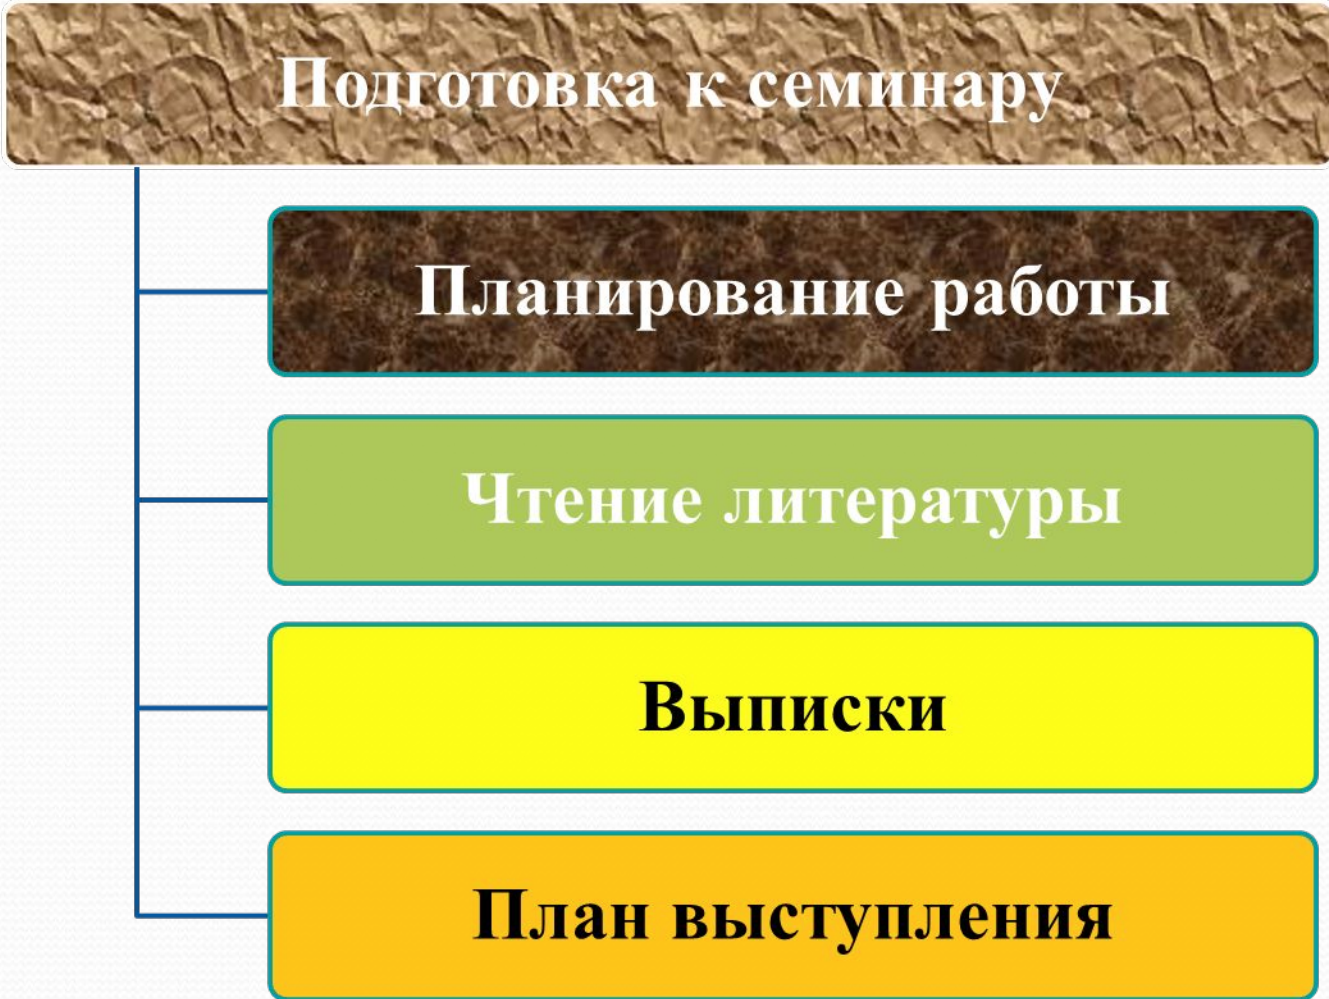 Подготовка к семинару
Планирование работы
Чтение литературы
Выписки
План выступления